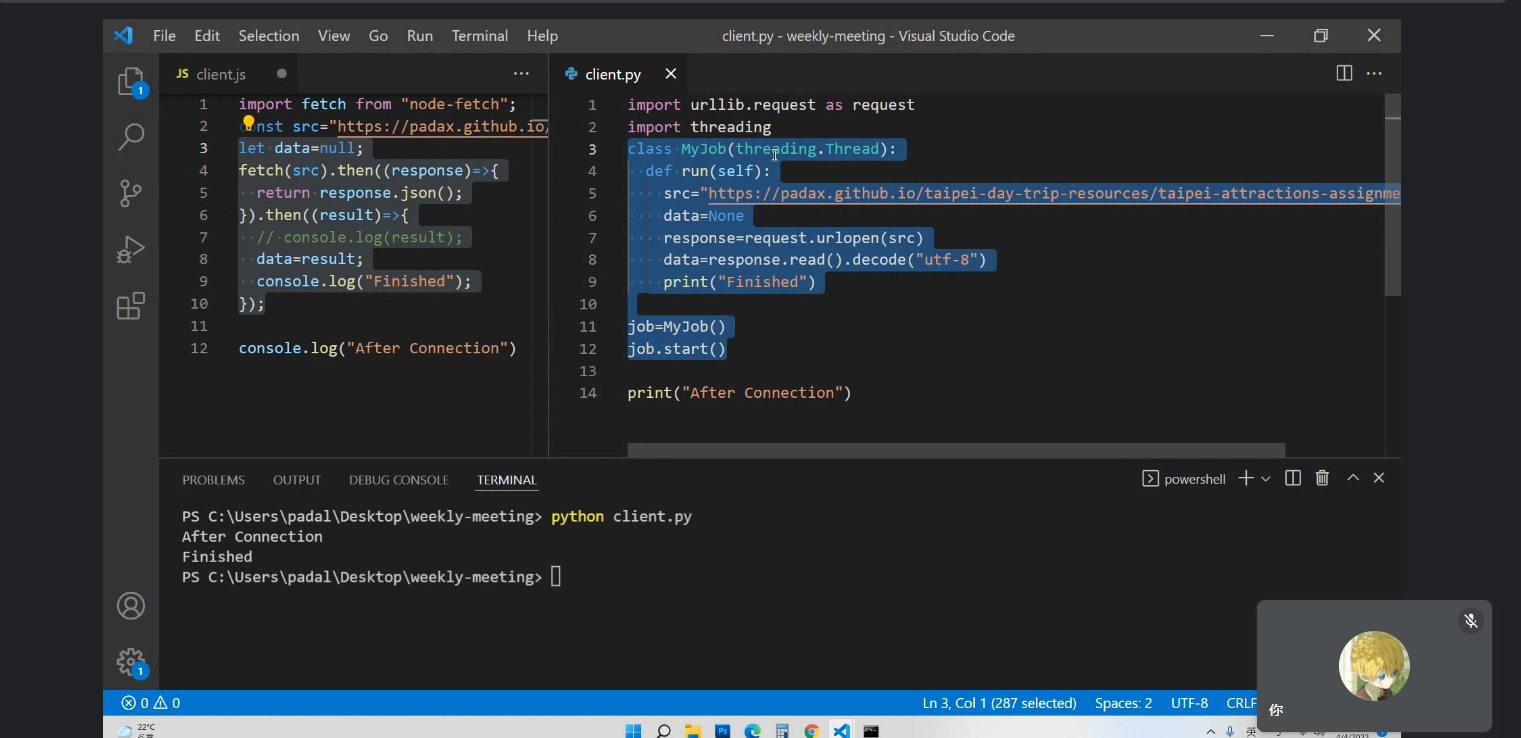 File Edit Selection View Go Run Terminal Help client.py - weekly-meeting - Visual Studio Code
JS client.js
client.py
1 import fetch from "node-fetch";
2 const src="https://padax.github.io/
3 let data=null;
4 fetch(src).then((response)=>{
5 return response.json();
6 }).then((result)=>{
7 // console.log(result);
8 data=result;
9 console.log("Finished");
10 });
11
12 console.log("After Connection")
1 import urllib.request as request
2 import threading
3 class MyJob(threading.Thread):
4 def run(self):
5 src="https://padax.github.io/taipei-day-trip-resources/taipei-attractions-assignme
6 data=None
7 response=request.urlopen(src)
8 data=response.read().decode("utf-8")
9 print("Finished")
10
11 job=MyJob()
12 job.start()
13
14 print("After Connection")
PROBLEMS OUTPUT DEBUG CONSOLE TERMINAL
powershell
PS C:\Users\padal\Desktop\weekly-meeting> python client.py
After Connection
Finished
PS C:\Users\padal\Desktop\weekly-meeting>
1
1
0 0 Ln 3, Col 1 (287 selected) Spaces: 2 UTF-8 CRLF
你
22°C
Ps
英
4/4/2022